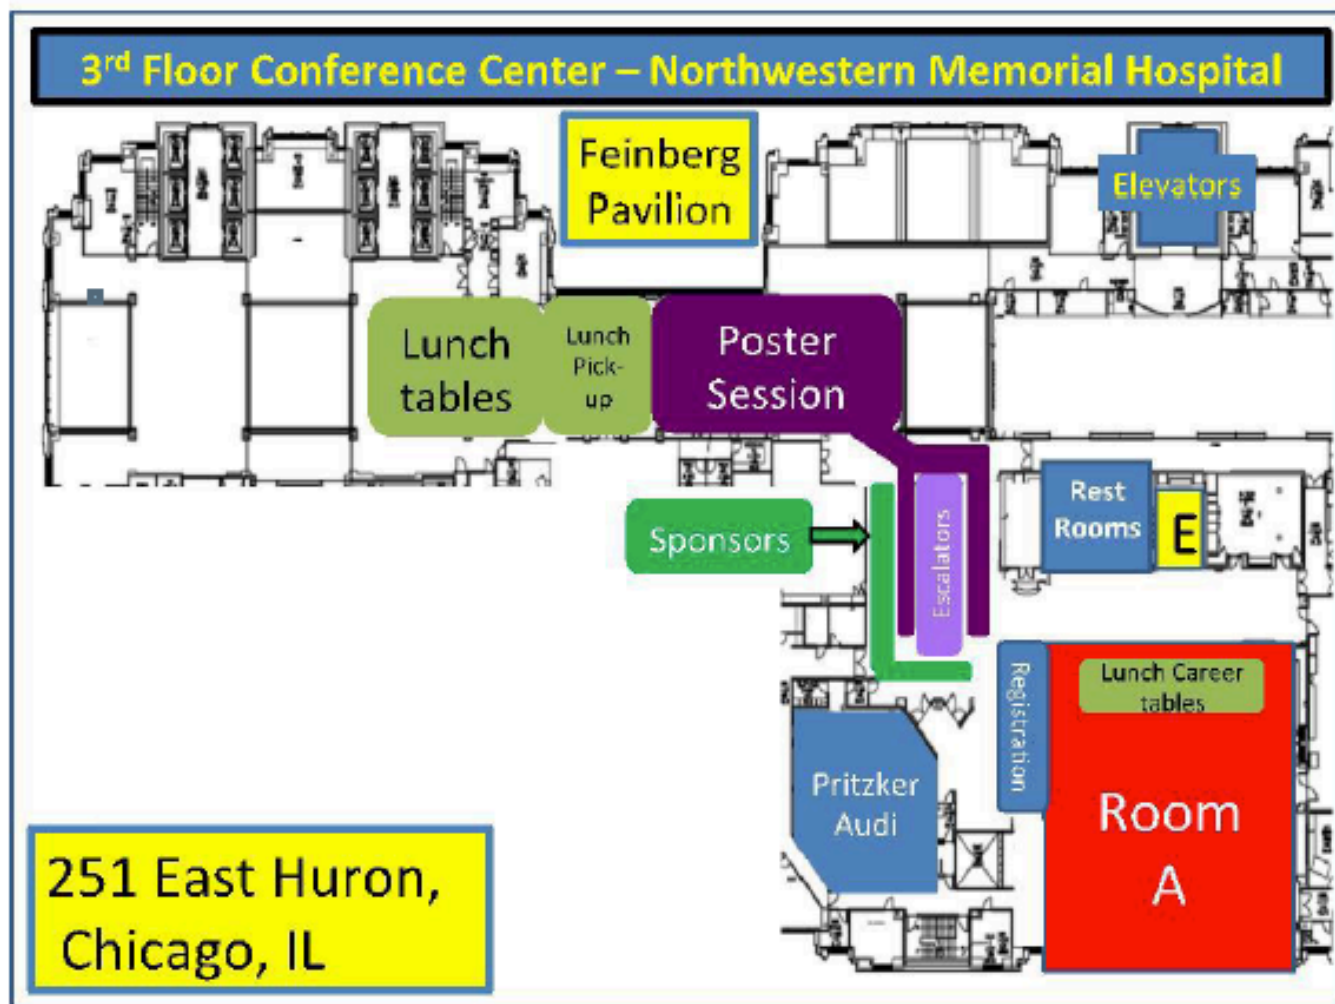 3rd Floor Conference Center – Northwestern Memorial Hospital
Feinberg
Pavilion
Elevators
Lunch
tables
Lunch
Pick-
up
Poster
Session
Rest
Rooms
E
Sponsors
Escalators
Registration
Lunch Career
tables
Pritzker
Audi
Room
A
251 East Huron,
Chicago, IL